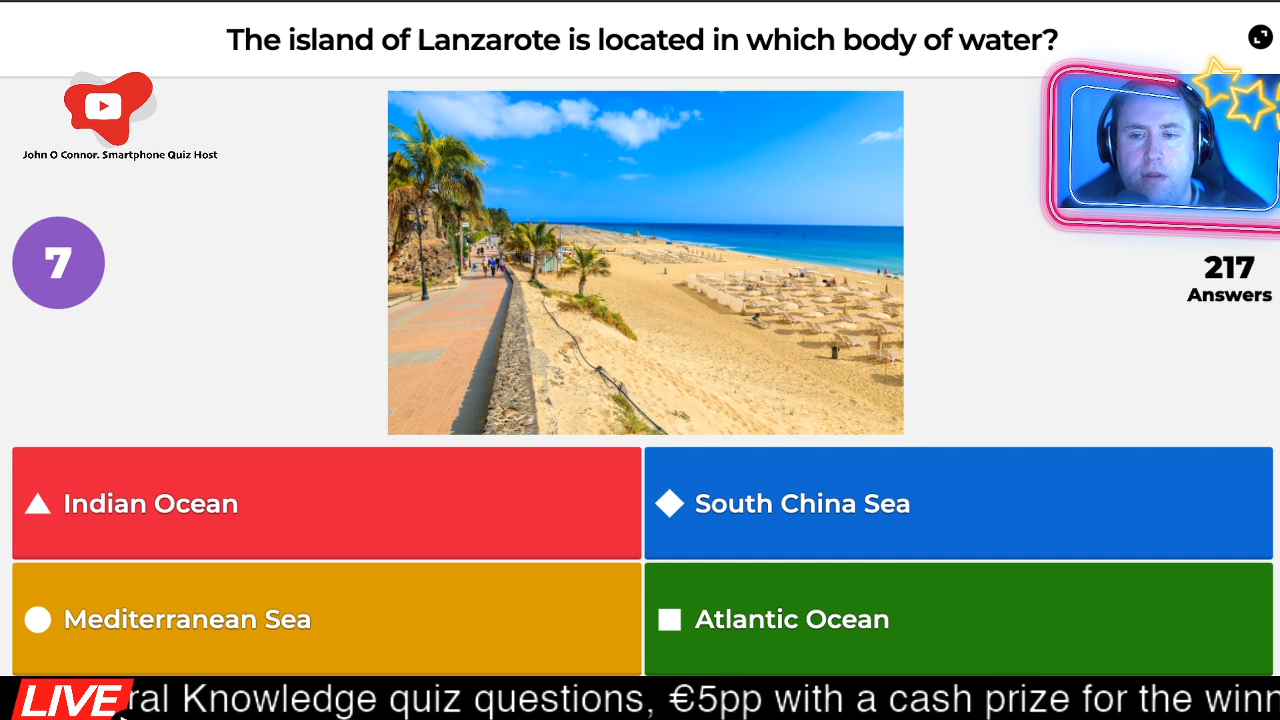 The island of Lanzarote is located in which body of water?
John O Connor. Smartphone Quiz Host
7
217
Answers
Indian Ocean
South China Sea
Mediterranean Sea
Atlantic Ocean
LIVE ral Knowledge quiz questions, €5pp with a cash prize for the winn